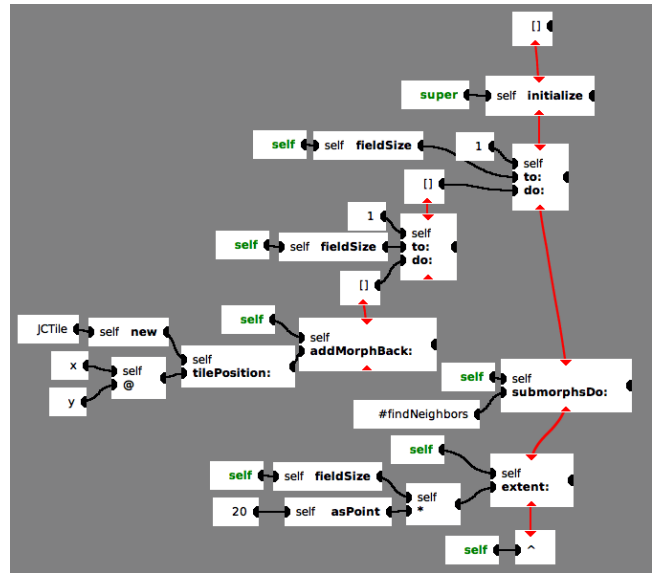 []
super self initialize
self self fieldSize 1 self
to:
[] do:
1 self
self self fieldSize to:
do:
[]
JCTile self new self self
addMorphBack:
x self tilePosition:
@
y
self self
submorphsDo:
#findNeighbors
self self
extent:
self self fieldSize self
*
20 self asPoint
self ^